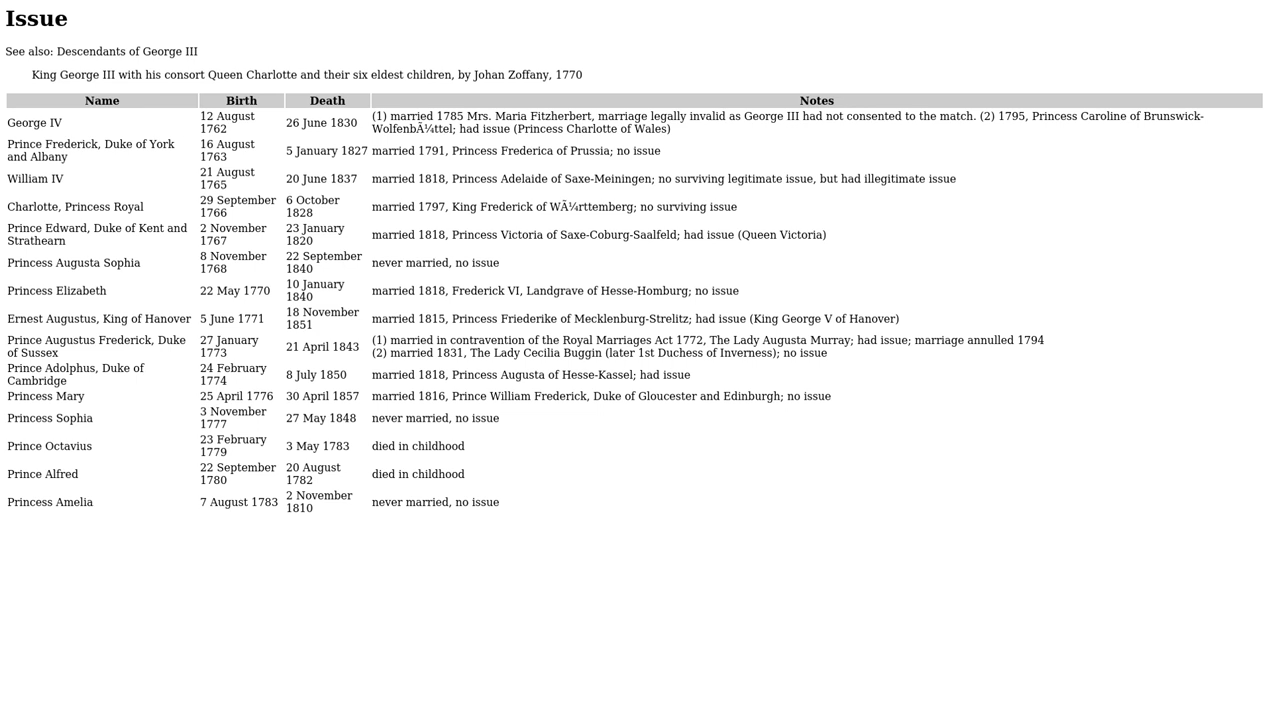 Issue
See also: Descendants of George III
King George III with his consort Queen Charlotte and their six eldest children, by Johan Zoffany, 1770
Name Birth Death Notes
George IV 12 August 1762 26 June 1830 (1) married 1785 Mrs. Maria Fitzherbert, marriage legally invalid as George III had not consented to the match. (2) 1795, Princess Caroline of Brunswick-WolfenbÃ¼ttel; had issue (Princess Charlotte of Wales)
Prince Frederick, Duke of York and Albany 16 August 1763 5 January 1827 married 1791, Princess Frederica of Prussia; no issue
William IV 21 August 1765 20 June 1837 married 1818, Princess Adelaide of Saxe-Meiningen; no surviving legitimate issue, but had illegitimate issue
Charlotte, Princess Royal 29 September 1766 6 October 1828 married 1797, King Frederick of WÃ¼rttemberg; no surviving issue
Prince Edward, Duke of Kent and Strathearn 2 November 1767 23 January 1820 married 1818, Princess Victoria of Saxe-Coburg-Saalfeld; had issue (Queen Victoria)
Princess Augusta Sophia 8 November 1768 22 September 1840 never married, no issue
Princess Elizabeth 22 May 1770 10 January 1840 married 1818, Frederick VI, Landgrave of Hesse-Homburg; no issue
Ernest Augustus, King of Hanover 5 June 1771 18 November 1851 married 1815, Princess Friederike of Mecklenburg-Strelitz; had issue (King George V of Hanover)
Prince Augustus Frederick, Duke of Sussex 27 January 1773 21 April 1843 (1) married in contravention of the Royal Marriages Act 1772, The Lady Augusta Murray; had issue; marriage annulled 1794
(2) married 1831, The Lady Cecilia Buggin (later 1st Duchess of Inverness); no issue
Prince Adolphus, Duke of Cambridge 24 February 1774 8 July 1850 married 1818, Princess Augusta of Hesse-Kassel; had issue
Princess Mary 25 April 1776 30 April 1857 married 1816, Prince William Frederick, Duke of Gloucester and Edinburgh; no issue
Princess Sophia 3 November 1777 27 May 1848 never married, no issue
Prince Octavius 23 February 1779 3 May 1783 died in childhood
Prince Alfred 22 September 1780 20 August 1782 died in childhood
Princess Amelia 7 August 1783 2 November 1810 never married, no issue